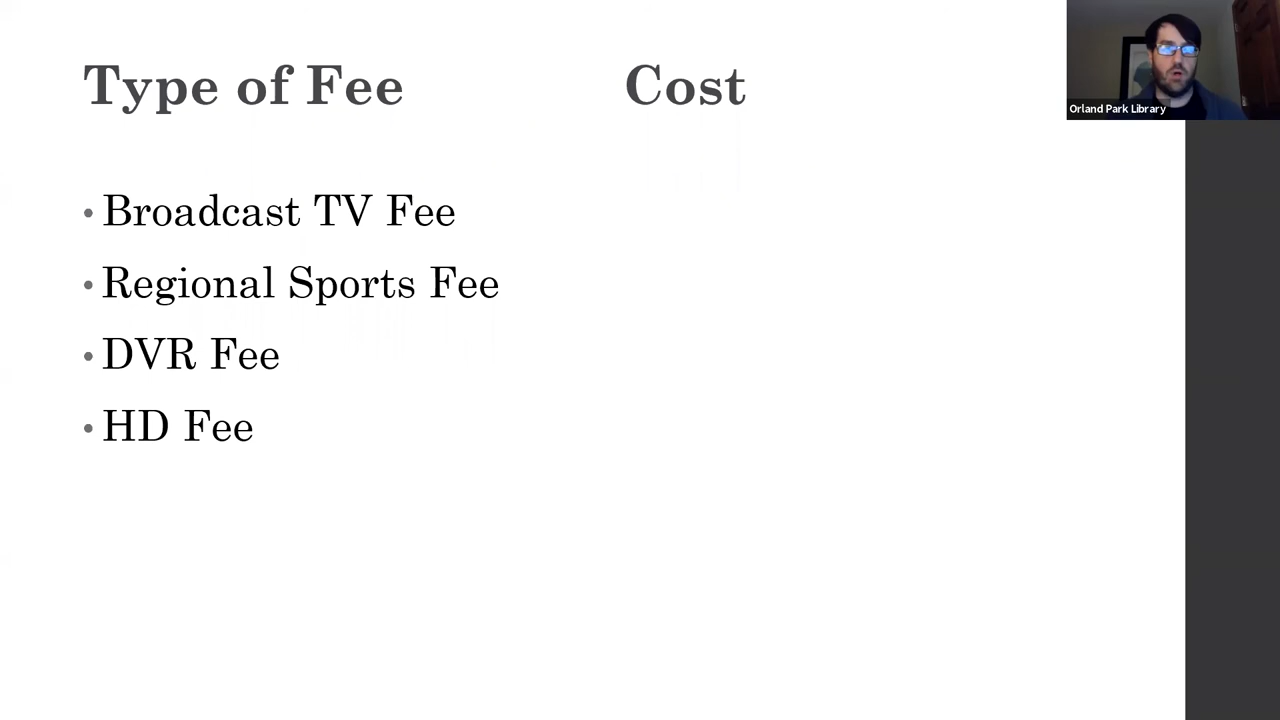 Type of Fee
Cost
Orland Park Library
• Broadcast TV Fee
• Regional Sports Fee
• DVR Fee
• HD Fee